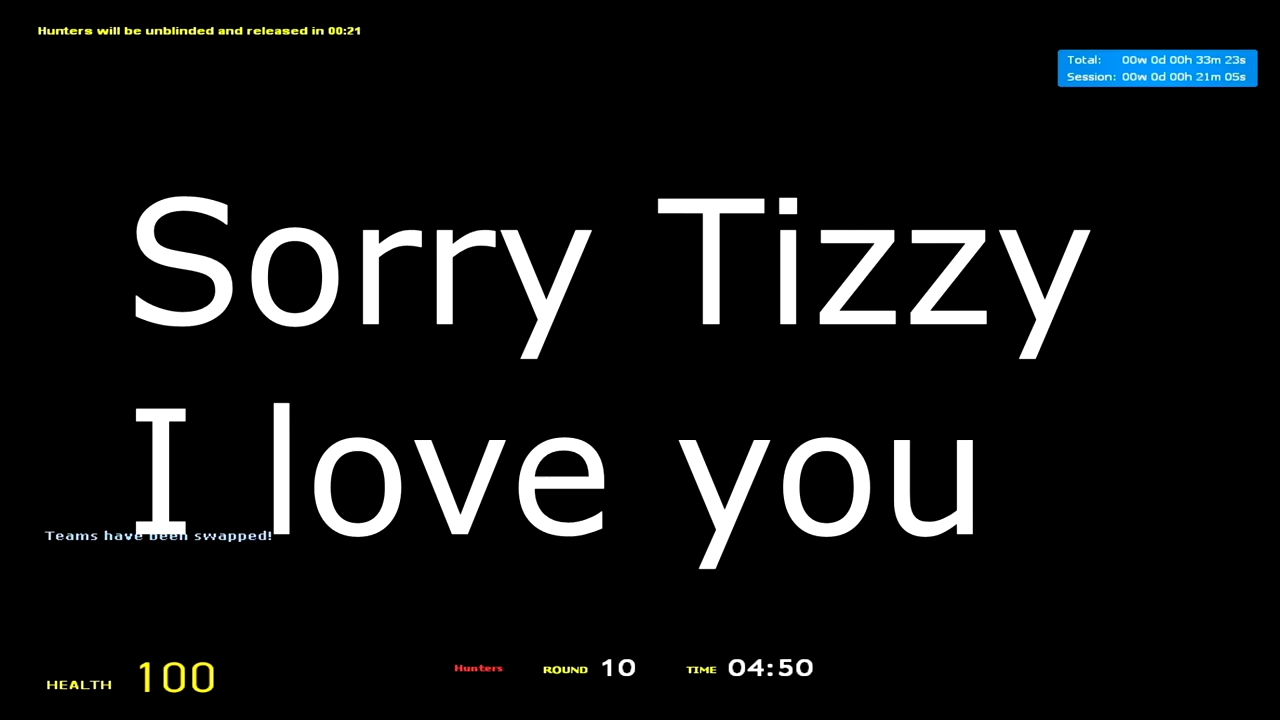 Hunters will be unblinded and released in 00:21
Total: 00w 0d 00h 33m 23s
Session: 00w 0d 00h 21m 05s
Sorry Tizzy
I love you
Teams have been swapped!
HEALTH 100
Hunters ROUND 10 TIME 04:50